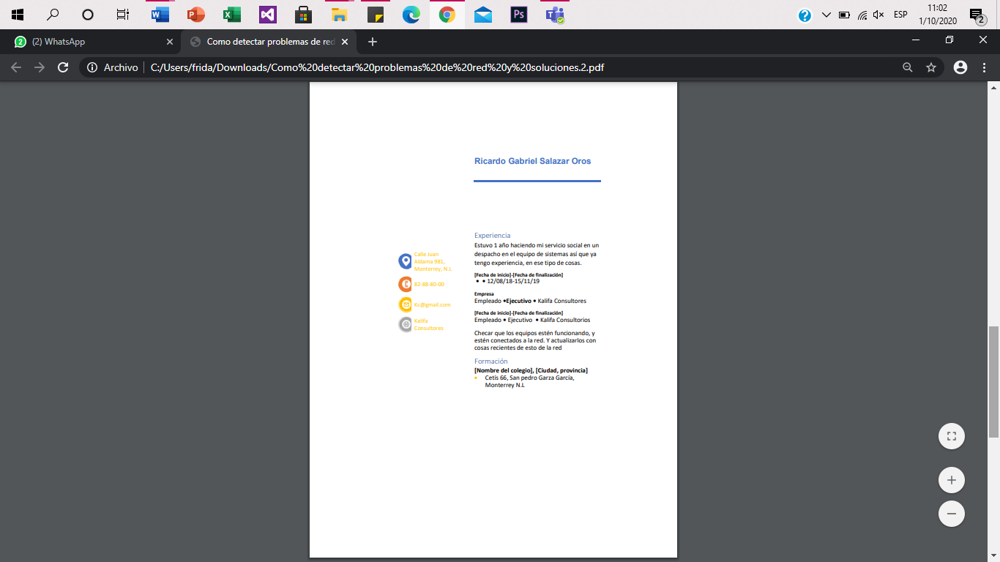 ESP
11:02
1/10/2020
2
2
(2) WhatsApp
Como detectar problemas de red
Archivo
C:/Users/frida/Downloads/Como%20detectar%20problemas%20de%20red%20y%20soluciones.2.pdf
Ricardo Gabriel Salazar Oros
Calle Juan
Aldama 981,
Monterrey, N.L
82-88-80-00
Kc@gmail.com
Kalifa
Consultores
Experiencia
Estuvo 1 año haciendo mi servicio social en un
despacho en el equipo de sistemas así que ya
tengo experiencia, en ese tipo de cosas.
[Fecha de inicio]-[Fecha de finalización]
• • 12/08/18-15/11/19
Empresa
Empleado •Ejecutivo • Kalifa Consultores
[Fecha de inicio]-[Fecha de finalización]
Empleado • Ejecutivo • Kalifa Consultorios
Checar que los equipos estén funcionando, y
estén conectados a la red. Y actualizarlos con
cosas recientes de esto de la red
Formación
[Nombre del colegio], [Ciudad, provincia]
• Cetís 66, San pedro Garza García,
Monterrey N.L